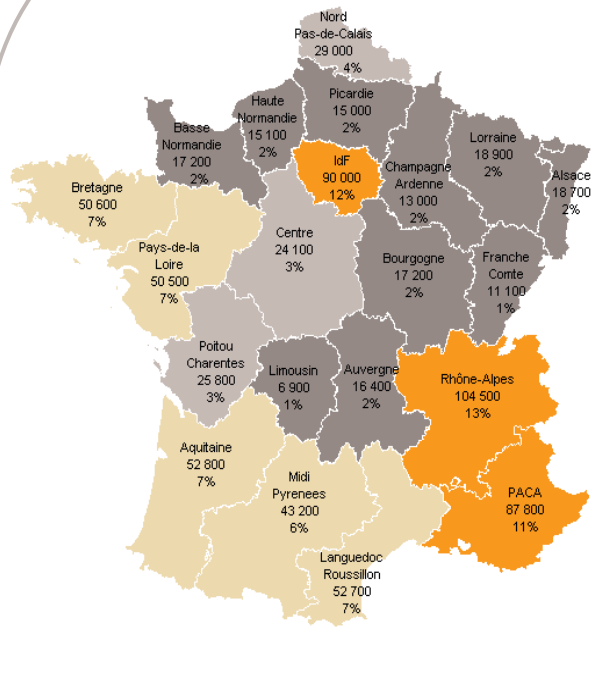 Nord
Pas-de-Calais
29 000
4%
Picardie
15 000
2%
Haute
Normandie
15 100
2%
Basse
Normandie
17 200
2%
IdF
90 000
12%
Champagne
Ardenne
13 000
2%
Lorraine
18 900
2%
Alsace
18 700
2%
Bretagne
50 600
7%
Pays-de-la
Loire
50 500
7%
Centre
24 100
3%
Bourgogne
17 200
2%
Franche
Comte
11 100
1%
Poitou
Charentes
25 800
3%
Limousin
6 900
1%
Auvergne
16 400
2%
Rhône-Alpes
104 500
13%
Aquitaine
52 800
7%
Midi
Pyrenees
43 200
6%
PACA
87 800
11%
Languedoc
Roussillon
52 700
7%